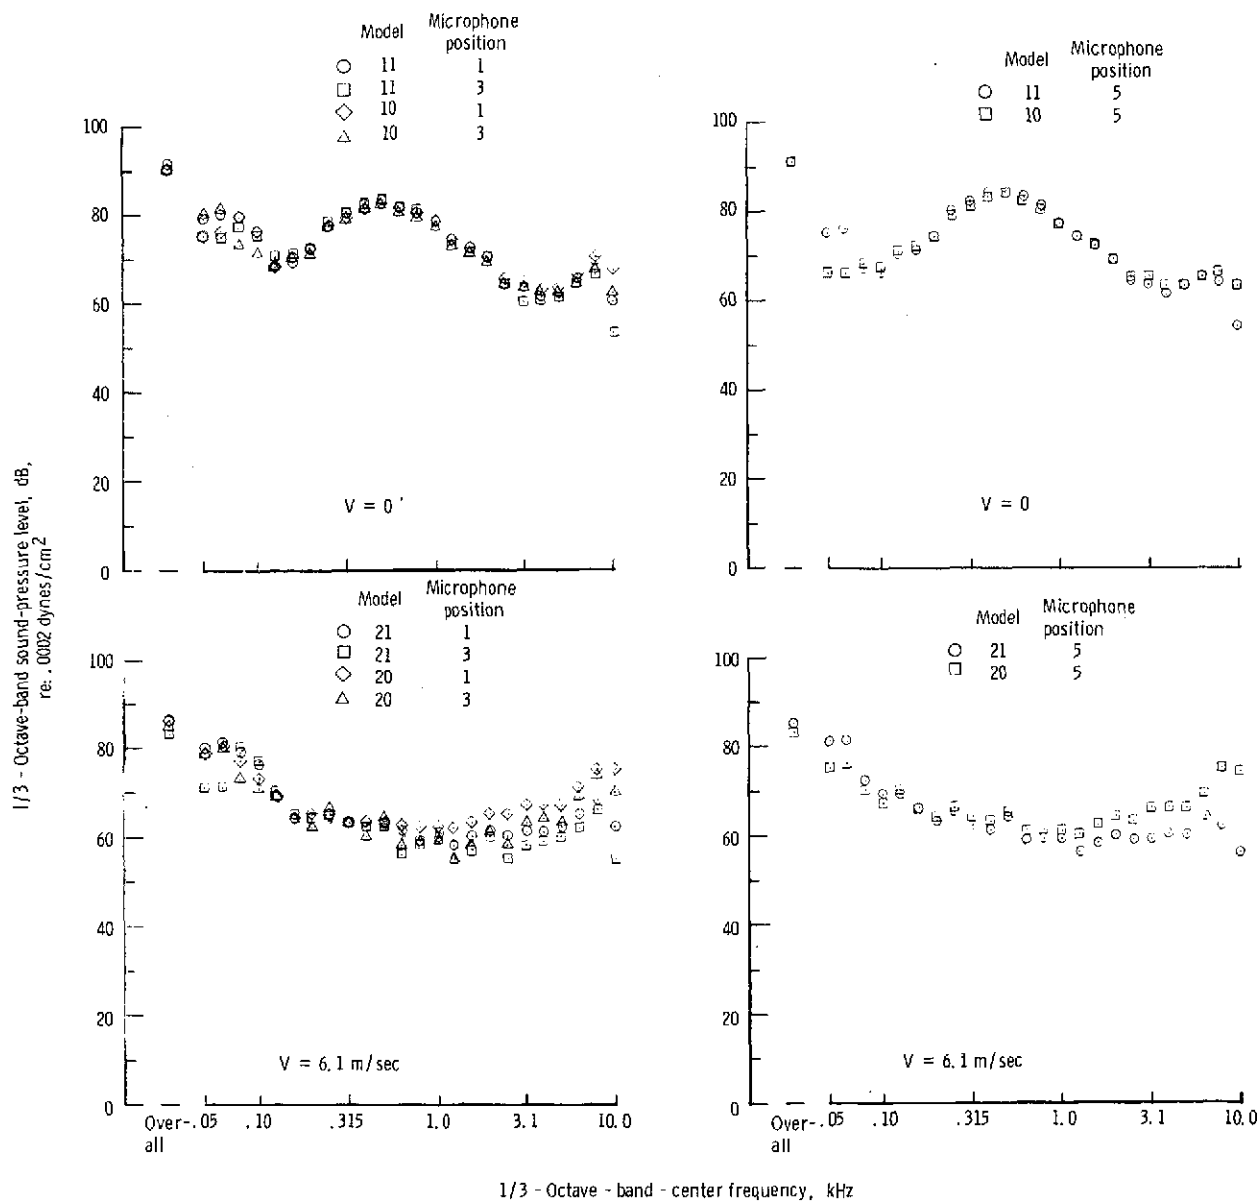 Model Microphone position
11 1
11 3
10 1
10 3
Model Microphone position
11 5
10 5
100
80
60
40
20
0
V = 0
100
80
60
40
20
0
V = 0
1/3 - Octave-band sound-pressure level, dB,
re: .0002 dynes/cm2
Model Microphone position
21 1
21 3
20 1
20 3
Model Microphone position
21 5
20 5
100
80
60
40
20
0
V = 6.1 m/sec
100
80
60
40
20
0
V = 6.1 m/sec
Over- .05 .10 .315 1.0 3.1 10.0
all
Over- .05 .10 .315 1.0 3.1 10.0
all
1/3 - Octave - band - center frequency, kHz